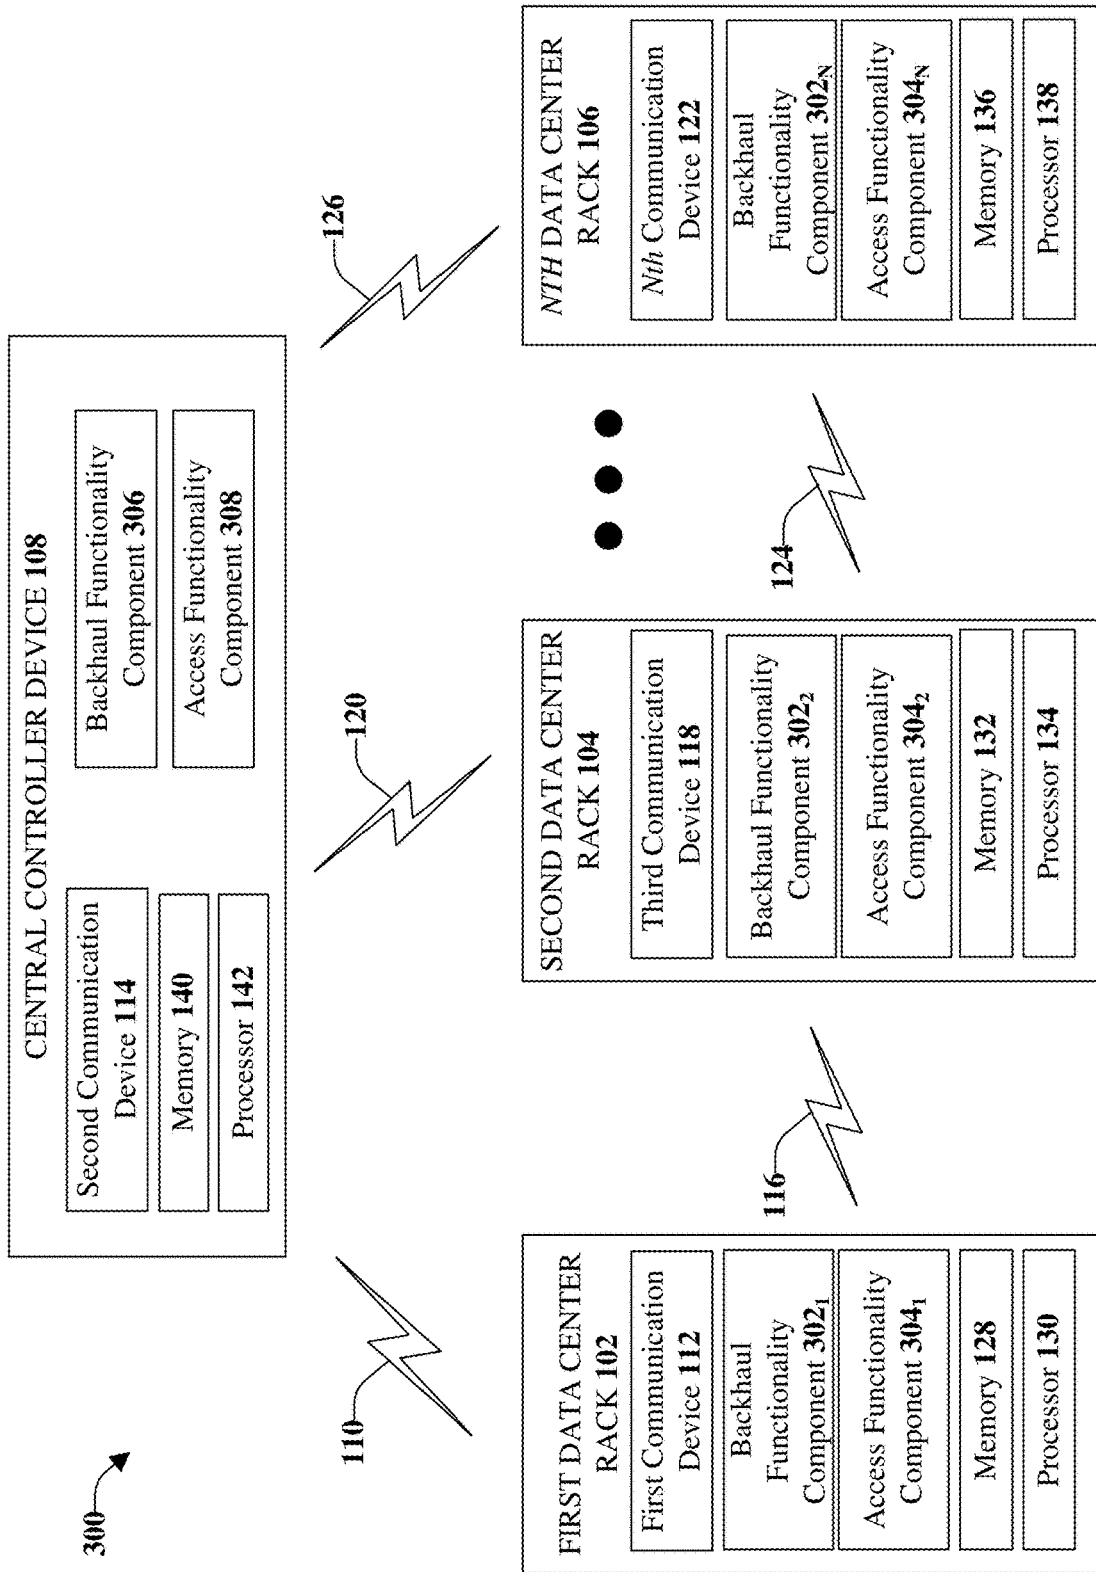 300
CENTRAL CONTROLLER DEVICE 108
Second Communication
Device 114
Memory 140
Processor 142
Backhaul Functionality
Component 306
Access Functionality
Component 308
110
120
126
FIRST DATA CENTER
RACK 102
First Communication
Device 112
Backhaul
Functionality
Component 302₁
Access Functionality
Component 304₁
Memory 128
Processor 130
116
SECOND DATA CENTER
RACK 104
Third Communication
Device 118
Backhaul Functionality
Component 302₂
Access Functionality
Component 304₂
Memory 132
Processor 134
124
NTH DATA CENTER
RACK 106
Nth Communication
Device 122
Backhaul
Functionality
Component 302N
Access Functionality
Component 304N
Memory 136
Processor 138